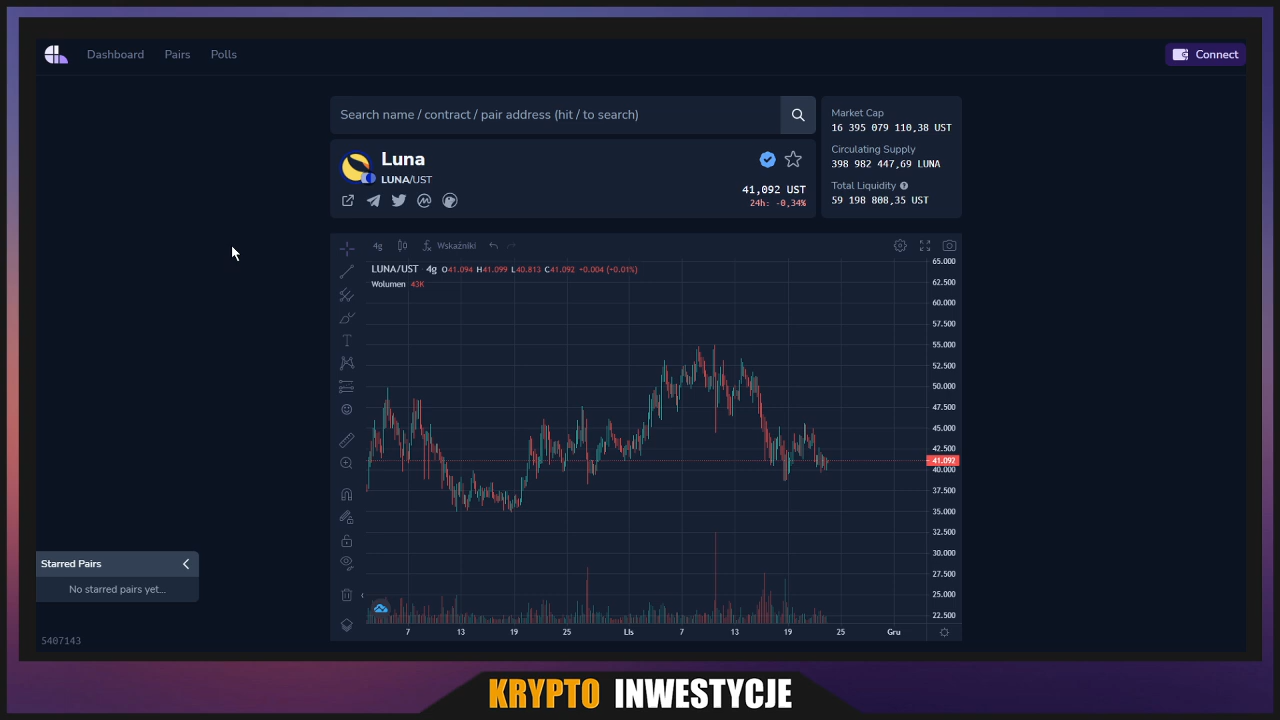 Dashboard Pairs Polls
Connect
Search name / contract / pair address (hit / to search)
Market Cap
16 395 079 110,38 UST
Circulating Supply
398 982 447,69 LUNA
Total Liquidity
59 198 808,35 UST
Luna
LUNA/UST
41,092 UST
24h: -0,34%
4g Wskaźniki
LUNA/UST 4g O41.094 H41.099 L40.813 C41.092 +0.004 (+0.01%)
Wolumen 43K
65.000
62.500
60.000
57.500
55.000
52.500
50.000
47.500
45.000
42.500
41.092
40.000
37.500
35.000
32.500
30.000
27.500
25.000
22.500
7 13 19 25 Lis 7 13 19 25 Gru
Starred Pairs
No starred pairs yet...
5407143
KRYPTO INWESTYCJE